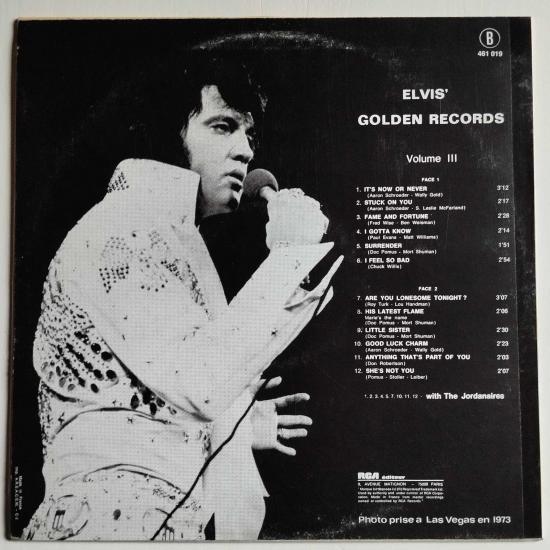 B
461 019
ELVIS'
GOLDEN RECORDS
Volume III
FACE 1
1. IT'S NOW OR NEVER 3'12
(Aaron Schroeder - Wally Gold)
2. STUCK ON YOU 2'17
(Aaron Schroeder - S. Leslie McFarland)
3. FAME AND FORTUNE 2'28
(Fred Wise - Ben Weisman)
4. I GOTTA KNOW 2'14
(Paul Evans - Matt Williams)
5. SURRENDER 1'51
(Doc Pomus - Mort Shuman)
6. I FEEL SO BAD 2'54
(Chuck Willis)
FACE 2
7. ARE YOU LONESOME TONIGHT? 3'07
(Roy Turk - Lou Handman)
8. HIS LATEST FLAME 2'06
Marie's the name
(Doc Pomus - Mort Shuman)
9. LITTLE SISTER 2'30
(Doc Pomus - Mort Shuman)
10. GOOD LUCK CHARM 2'23
(Aaron Schroeder - Wally Gold)
11. ANYTHING THAT'S PART OF YOU 2'03
(Don Robertson)
12. SHE'S NOT YOU 2'07
(Pomus - Stoller - Leiber)
1. 2. 3. 4. 5. 7. 10. 11. 12 - with The Jordanaires
RCA éditeur
9, AVENUE MATIGNON - 75008 PARIS
Photo prise a Las Vegas en 1973
Made in France